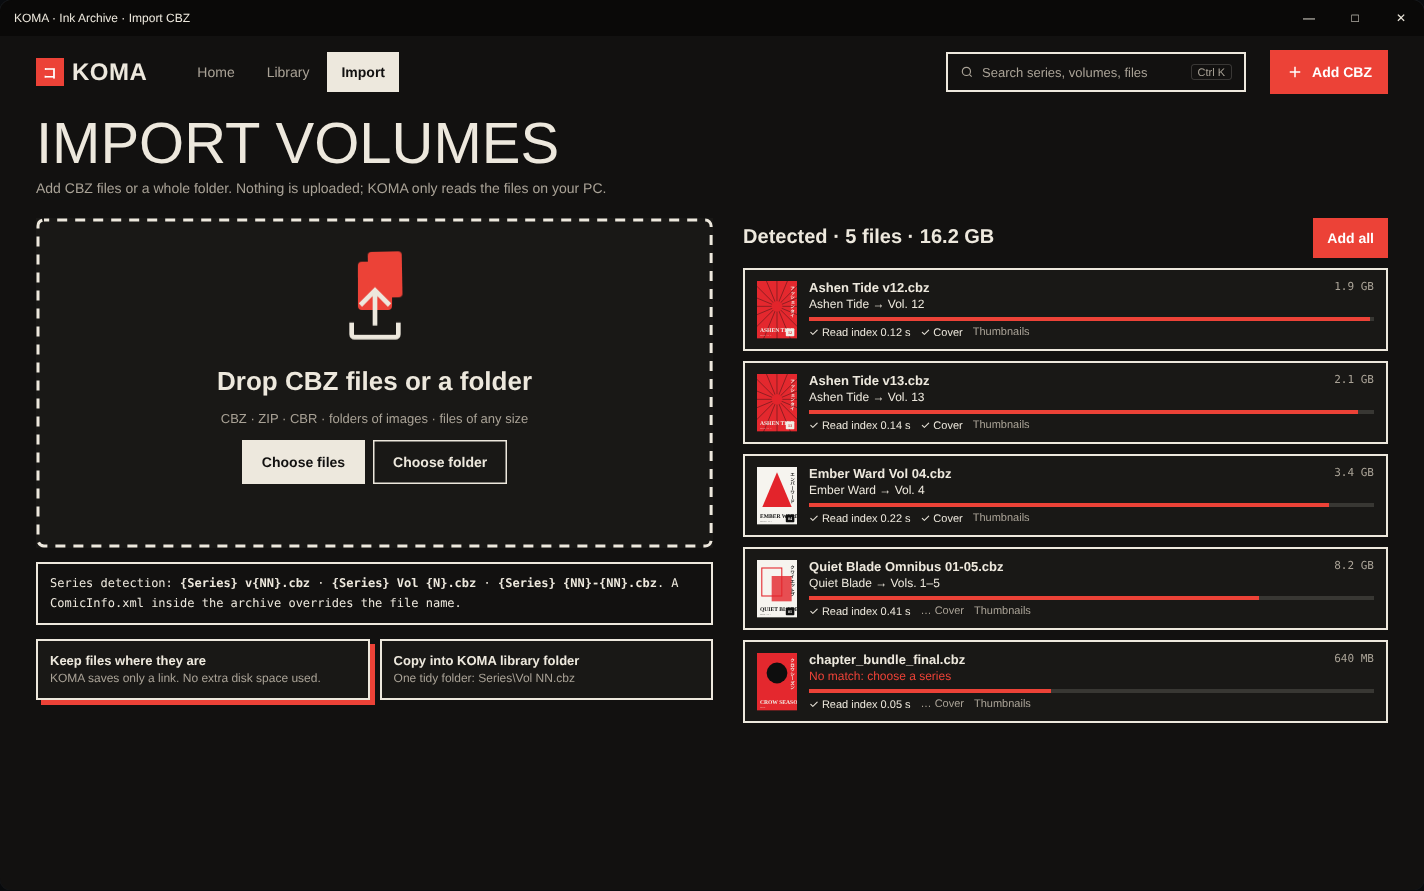 KOMA · Ink Archive · Import CBZ
コ KOMA
Home
Library
Import
Search series, volumes, files
Ctrl K
+ Add CBZ
IMPORT VOLUMES
Add CBZ files or a whole folder. Nothing is uploaded; KOMA only reads the files on your PC.
Drop CBZ files or a folder
CBZ · ZIP · CBR · folders of images · files of any size
Choose files
Choose folder
Series detection: {Series} v{NN}.cbz · {Series} Vol {N}.cbz · {Series} {NN}-{NN}.cbz. A
ComicInfo.xml inside the archive overrides the file name.
Keep files where they are
KOMA saves only a link. No extra disk space used.
Copy into KOMA library folder
One tidy folder: Series\Vol NN.cbz
Detected · 5 files · 16.2 GB
Add all
Ashen Tide v12.cbz
1.9 GB
Ashen Tide → Vol. 12
✓ Read index 0.12 s ✓ Cover Thumbnails
Ashen Tide v13.cbz
2.1 GB
Ashen Tide → Vol. 13
✓ Read index 0.14 s ✓ Cover Thumbnails
Ember Ward Vol 04.cbz
3.4 GB
Ember Ward → Vol. 4
✓ Read index 0.22 s ✓ Cover Thumbnails
Quiet Blade Omnibus 01-05.cbz
8.2 GB
Quiet Blade → Vols. 1–5
✓ Read index 0.41 s … Cover Thumbnails
chapter_bundle_final.cbz
640 MB
No match: choose a series
✓ Read index 0.05 s … Cover Thumbnails